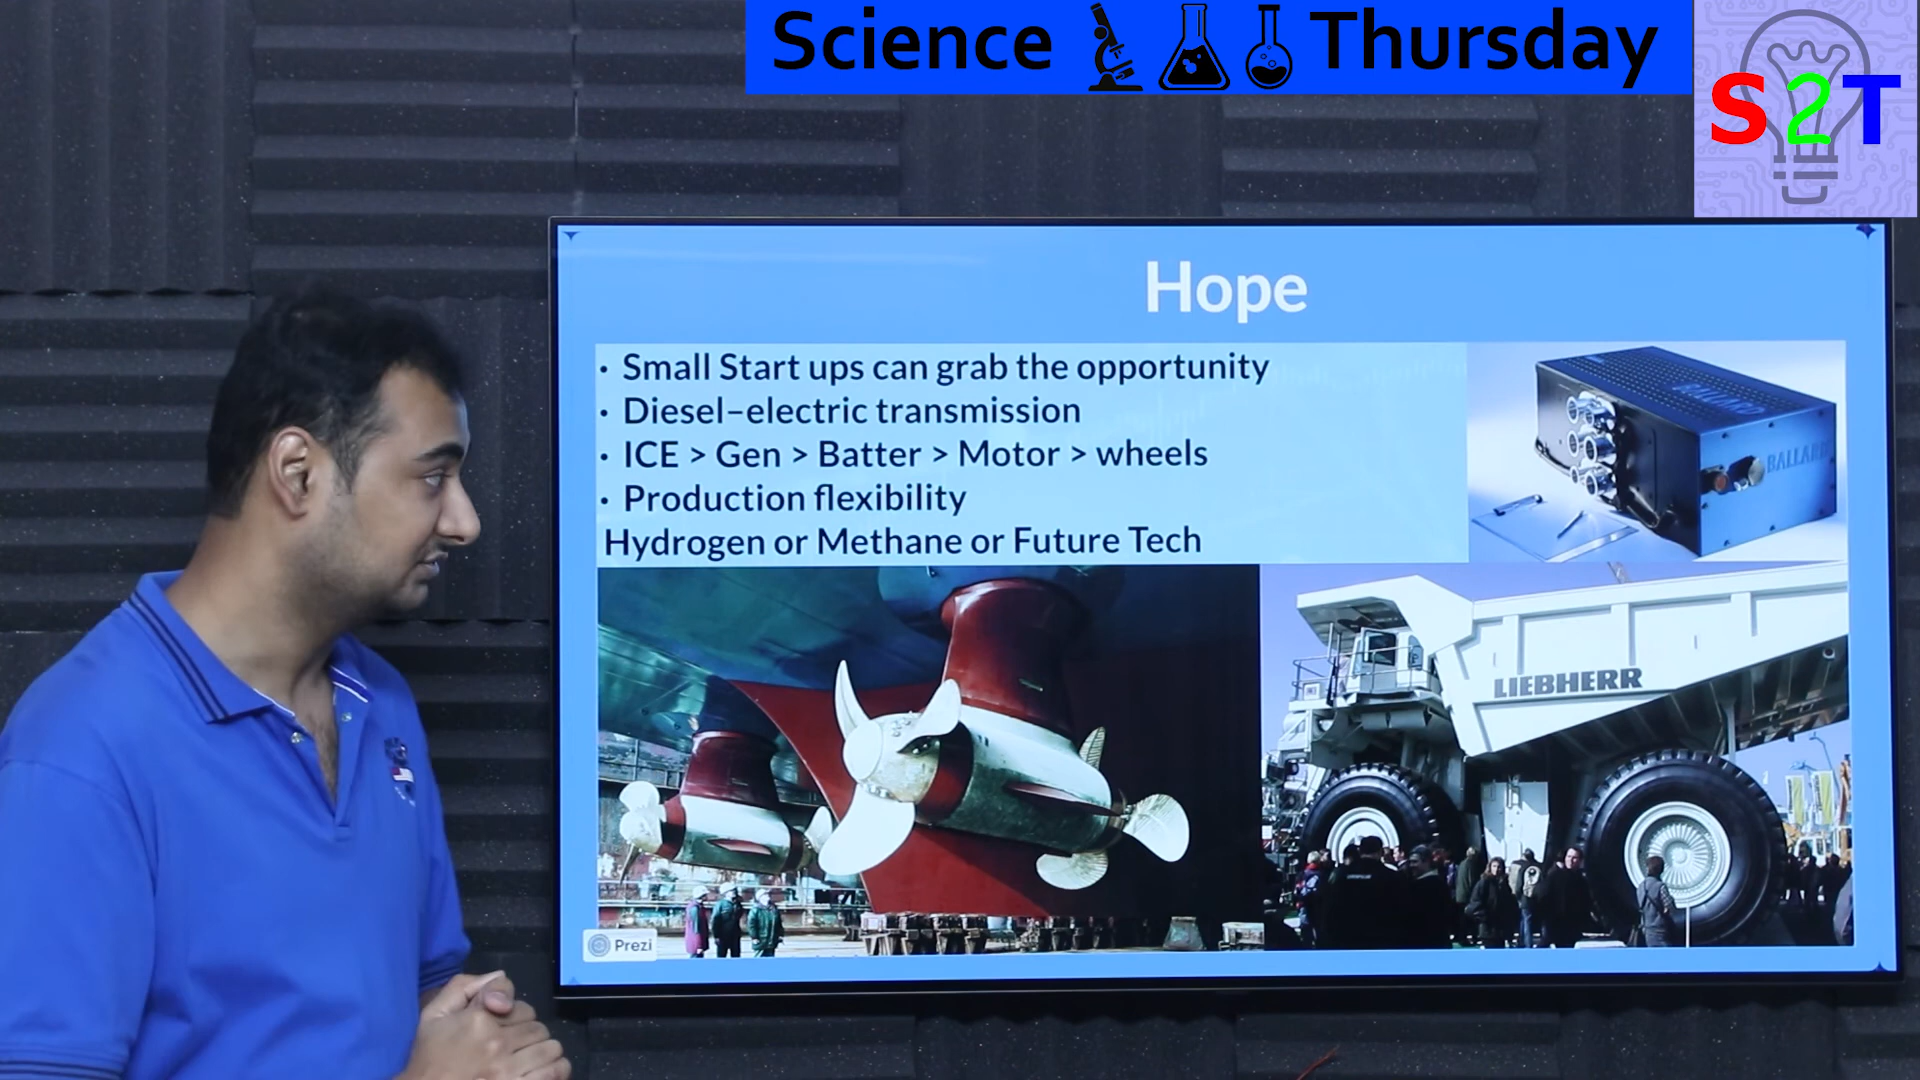 Science Thursday
S2T
Hope
• Small Start ups can grab the opportunity
• Diesel–electric transmission
• ICE > Gen > Batter > Motor > wheels
• Production flexibility
Hydrogen or Methane or Future Tech
BALLARD
BALLARD
LIEBHERR
Prezi